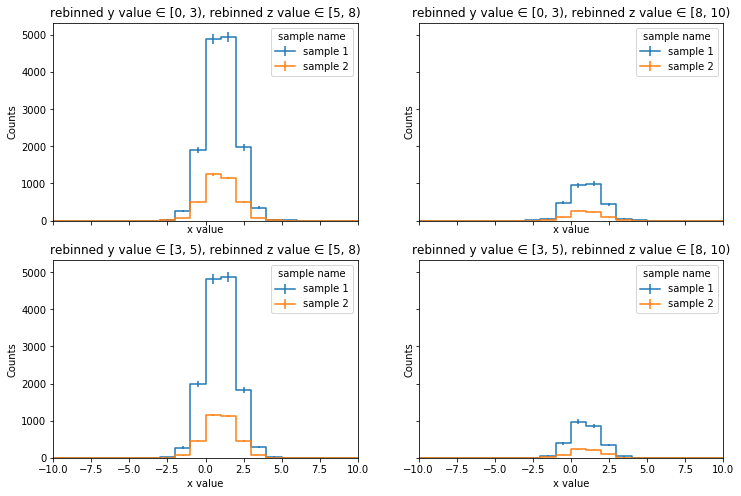 rebinned y value ∈ [0, 3), rebinned z value ∈ [5, 8)
5000
4000
3000
2000
1000
0
Counts
sample name
sample 1
sample 2
x value
rebinned y value ∈ [0, 3), rebinned z value ∈ [8, 10)
Counts
sample name
sample 1
sample 2
x value
rebinned y value ∈ [3, 5), rebinned z value ∈ [5, 8)
5000
4000
3000
2000
1000
0
Counts
sample name
sample 1
sample 2
−10.0 −7.5 −5.0 −2.5 0.0 2.5 5.0 7.5 10.0
x value
rebinned y value ∈ [3, 5), rebinned z value ∈ [8, 10)
Counts
sample name
sample 1
sample 2
−10.0 −7.5 −5.0 −2.5 0.0 2.5 5.0 7.5 10.0
x value